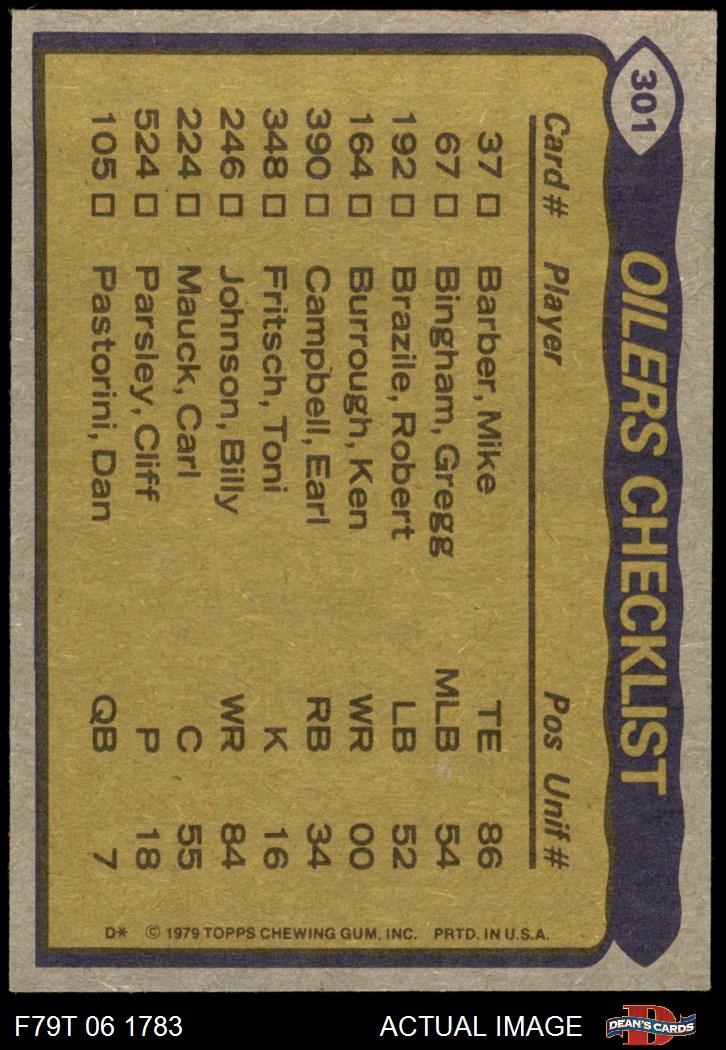 301
OILERS CHECKLIST
Card # Player Pos Unif #
37 □ Barber, Mike TE 86
67 □ Bingham, Gregg MLB 54
192 □ Brazile, Robert LB 52
164 □ Burrough, Ken WR 00
390 □ Campbell, Earl RB 34
348 □ Fritsch, Toni K 16
246 □ Johnson, Billy WR 84
224 □ Mauck, Carl C 55
524 □ Parsley, Cliff P 18
105 □ Pastorini, Dan QB 7
D* © 1979 TOPPS CHEWING GUM, INC. PRTD. IN U.S.A.
F79T 06 1783 ACTUAL IMAGE
D
DEAN'S CARDS